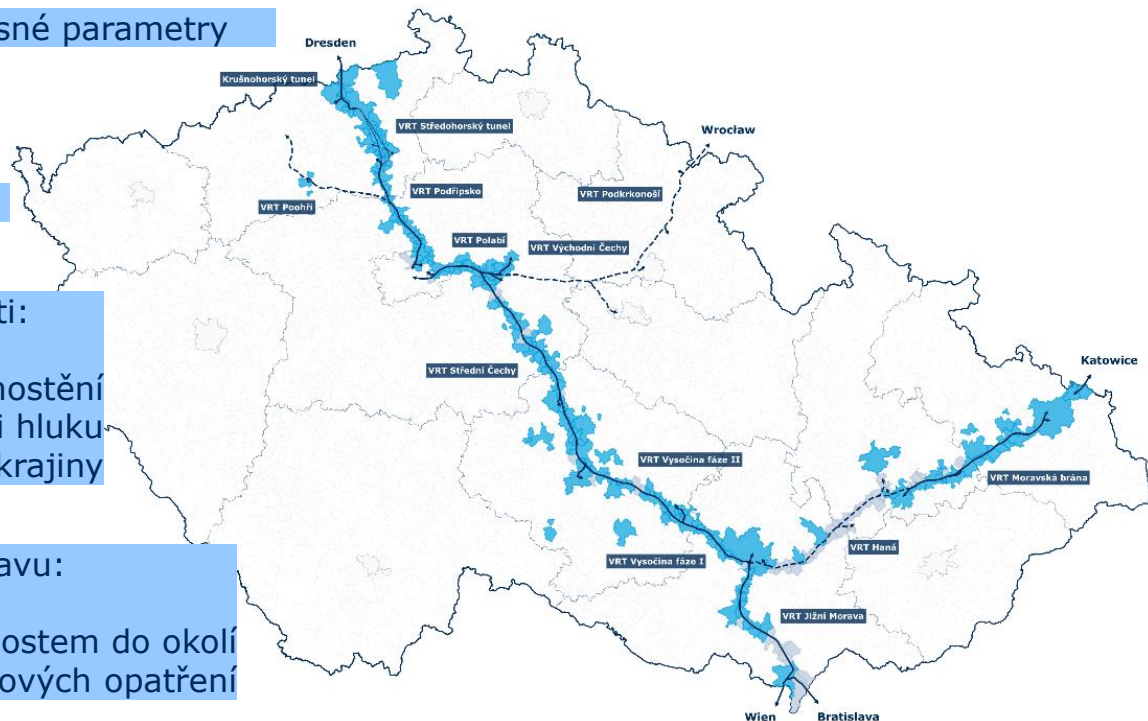 sné parametry
ti:
nostění
i hluku
krajiny
avu:
ostem do okolí
ových opatření
Dresden
Krušnohorský tunel
VRT Středohorský tunel
Wrocław
VRT Podřipsko
VRT Podkrkonoší
VRT Poohří
VRT Polabí
VRT Východní Čechy
VRT Střední Čechy
Katowice
VRT Vysočina fáze II
VRT Moravská brána
VRT Haná
VRT Vysočina fáze I
VRT Jižní Morava
Wien
Bratislava